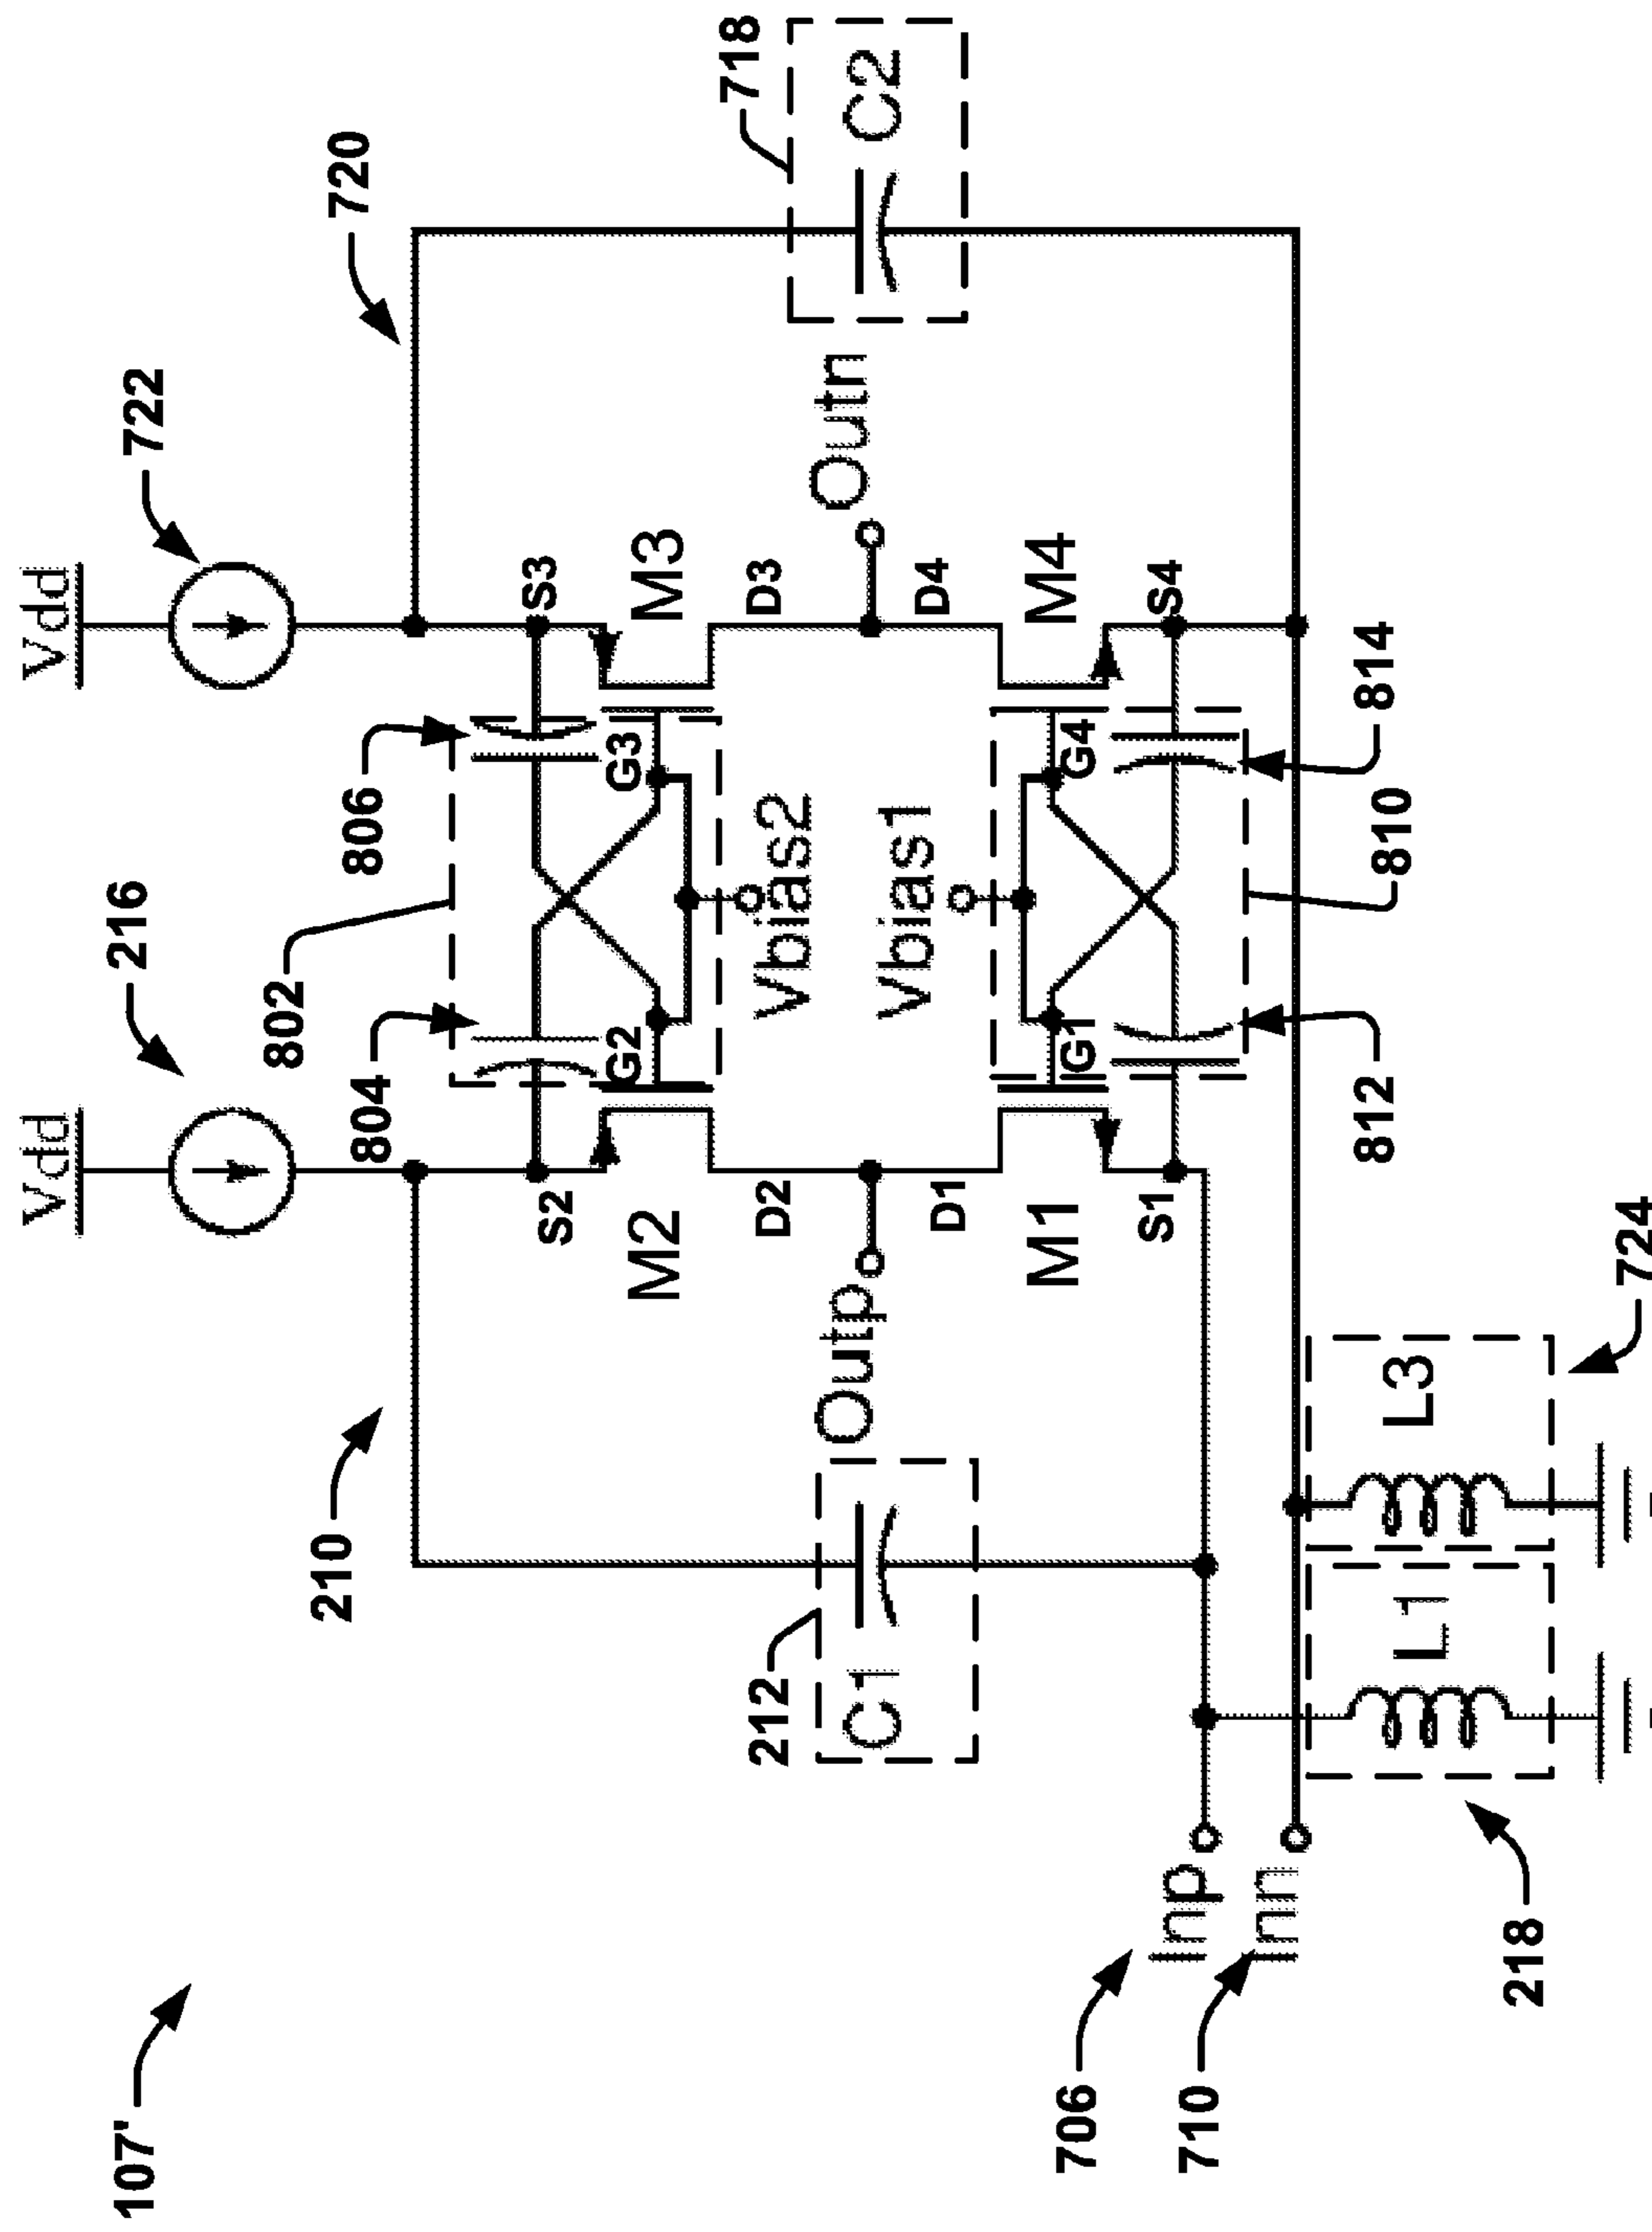 107'
Vdd
Vdd
216
722
720
210
802
804
806
S2
S3
G2
G3
M2
M3
718
C2
212
C1
Outp
D2
D3
Vbias2
Outn
Vbias1
D1
D4
M1
M4
G1
G4
S1
S4
812
814
810
706
Inp
710
Inn
L1
L3
218
724